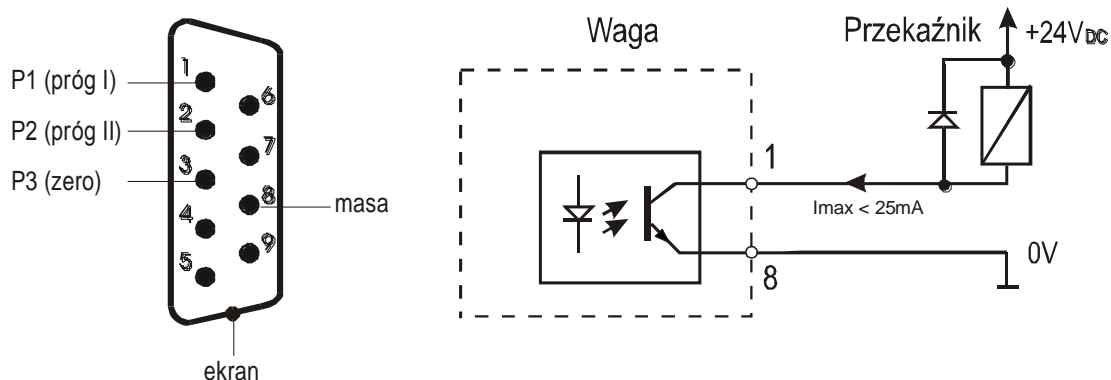 P1 (próg I)
P2 (próg II)
P3 (zero)
1
2
3
4
5
6
7
8
9
masa
ekran
Waga
Przekaźnik
+24VDC
1
Imax < 25mA
8
0V